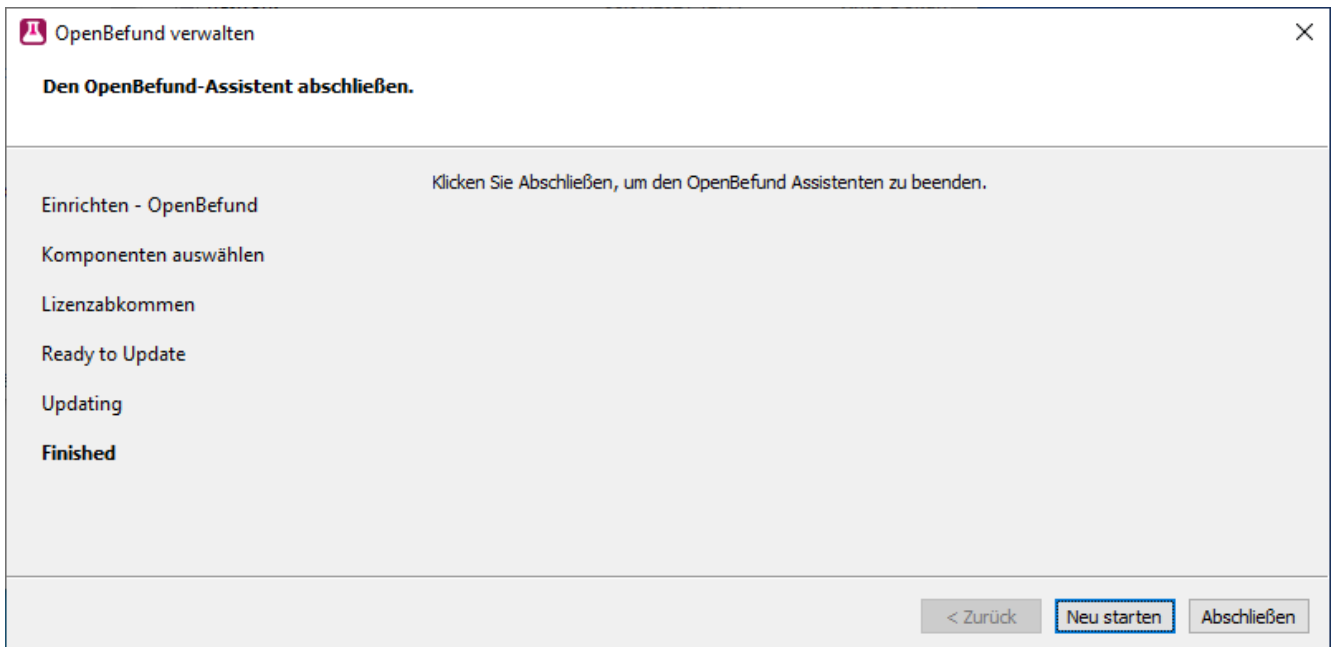 OpenBefund verwalten
Den OpenBefund-Assistent abschließen.
Klicken Sie Abschließen, um den OpenBefund Assistenten zu beenden.
Einrichten - OpenBefund
Komponenten auswählen
Lizenzabkommen
Ready to Update
Updating
Finished
< Zurück
Neu starten
Abschließen